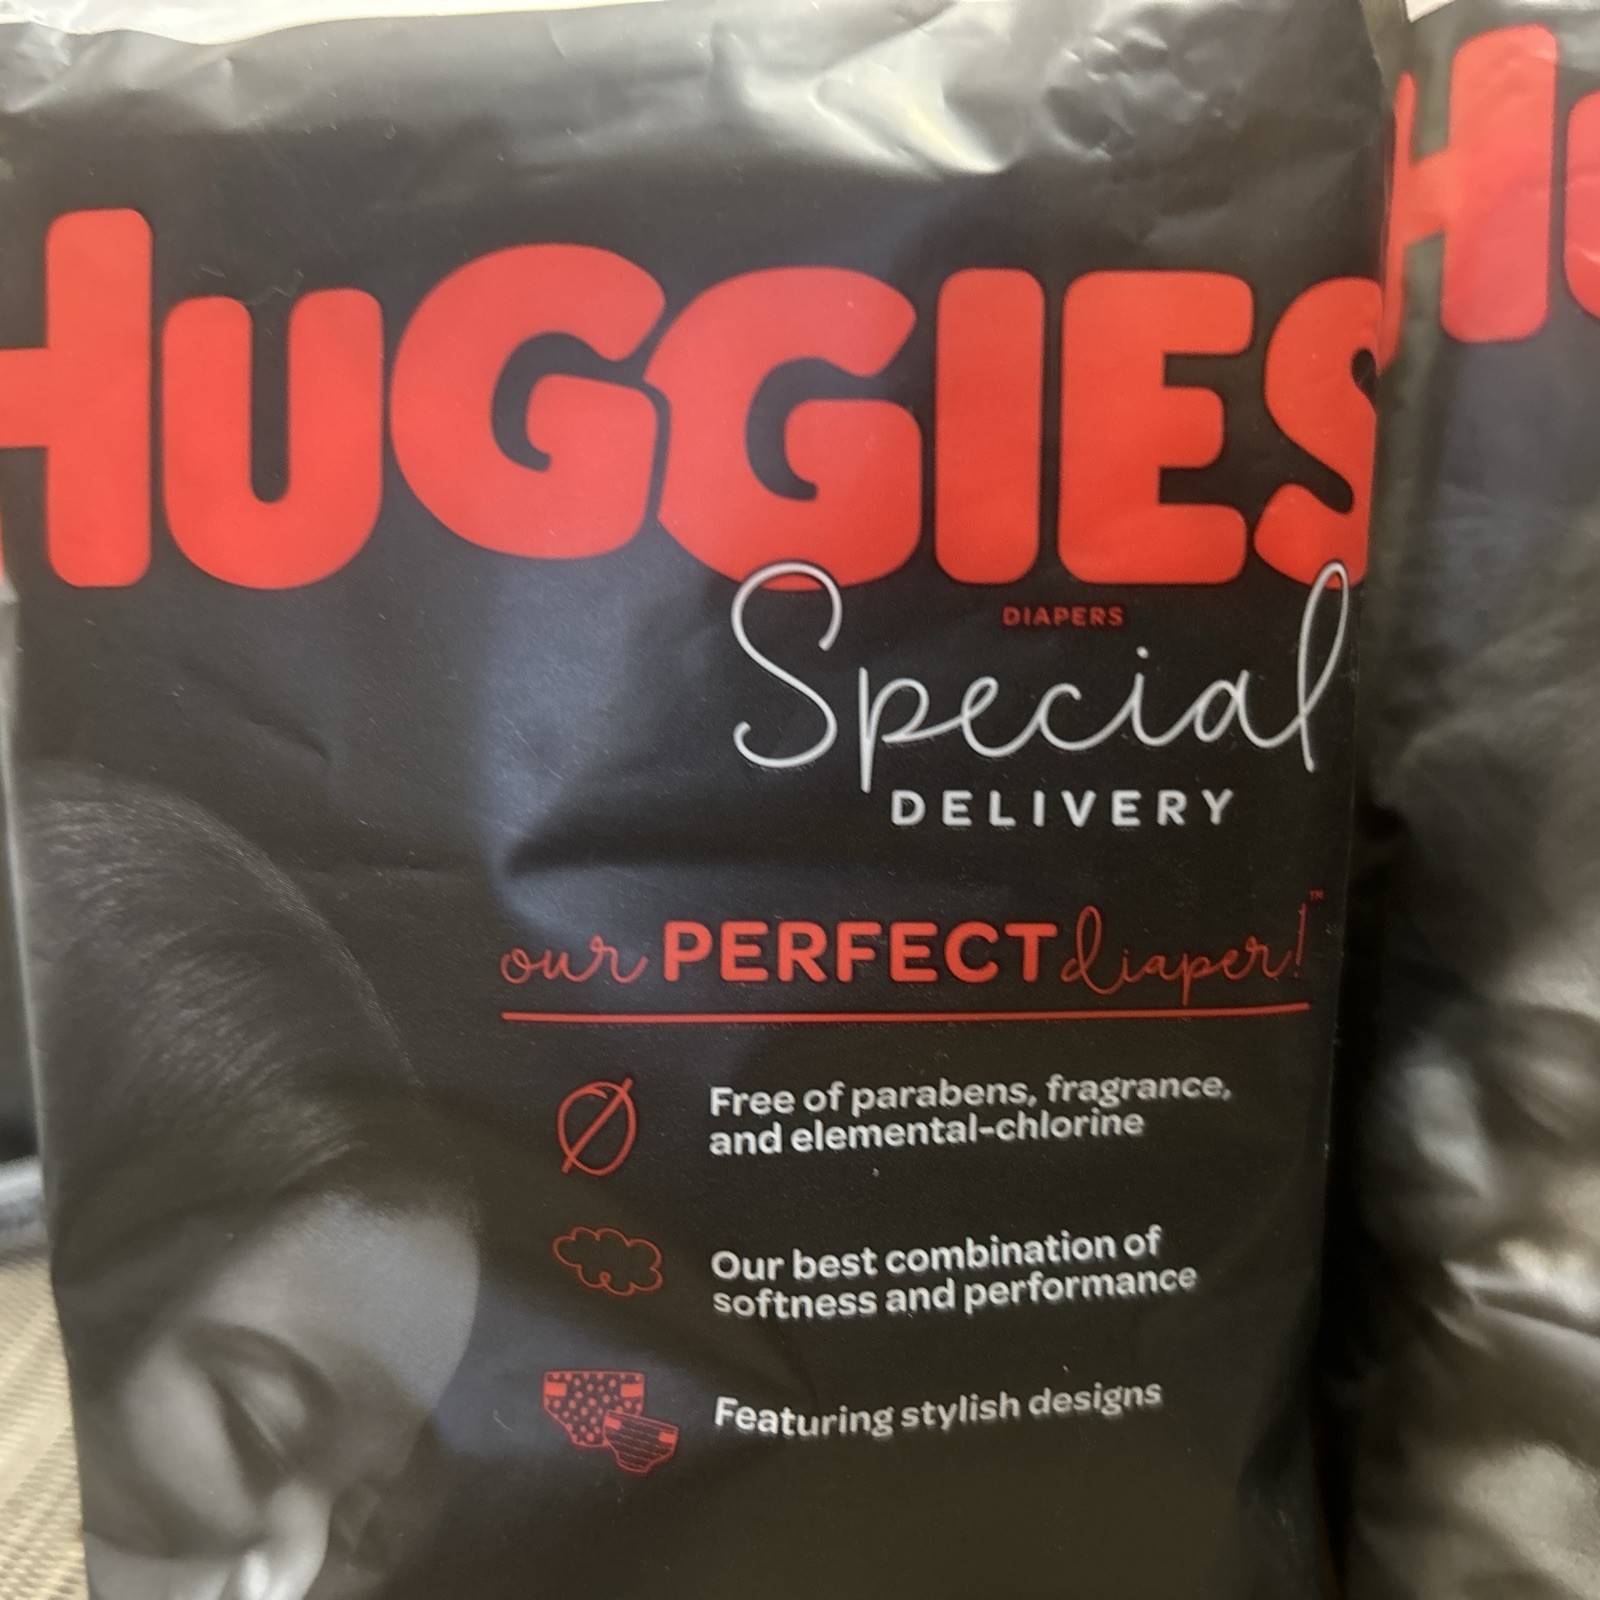 HUGGIES
DIAPERS
Special
DELIVERY
our PERFECT diaper!™
Free of parabens, fragrance,
and elemental-chlorine
Our best combination of
softness and performance
Featuring stylish designs